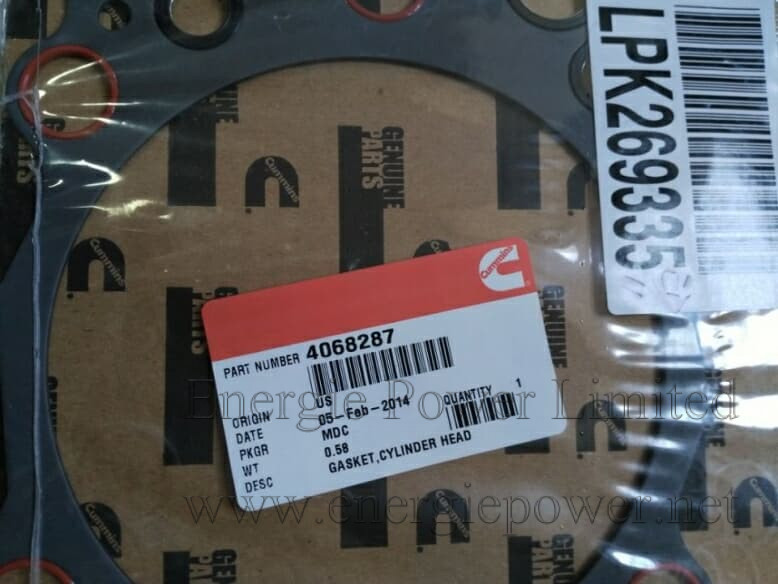 LPK269335
GENUINE PARTS
Cummins
PART NUMBER 4068287
ORIGIN US
DATE 05-Feb-2014
QUANTITY 1
PKGR MDC
WT 0.58
DESC GASKET,CYLINDER HEAD
Energie Power Limited
www.energiepower.net